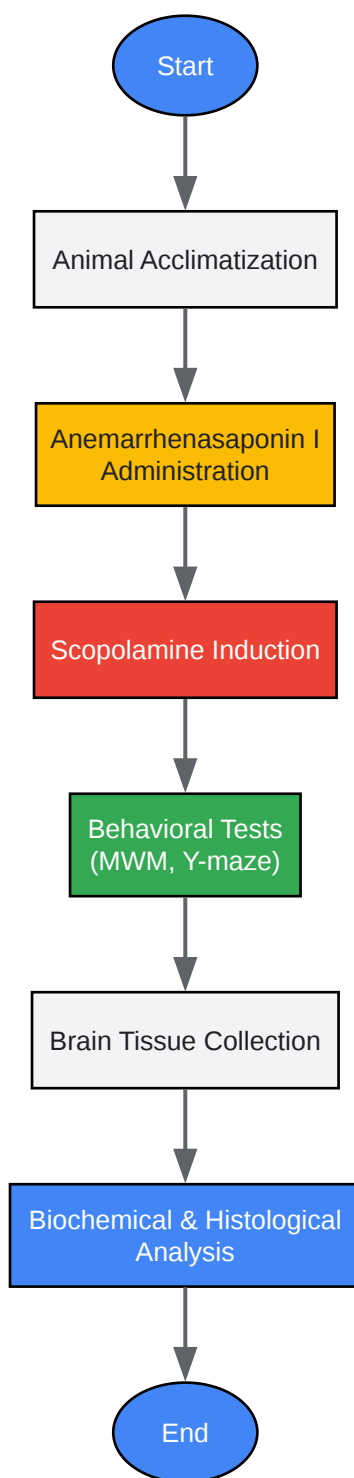 Start
Animal Acclimatization
Anemarrhenasaponin I
Administration
Scopolamine Induction
Behavioral Tests
(MWM, Y-maze)
Brain Tissue Collection
Biochemical & Histological
Analysis
End